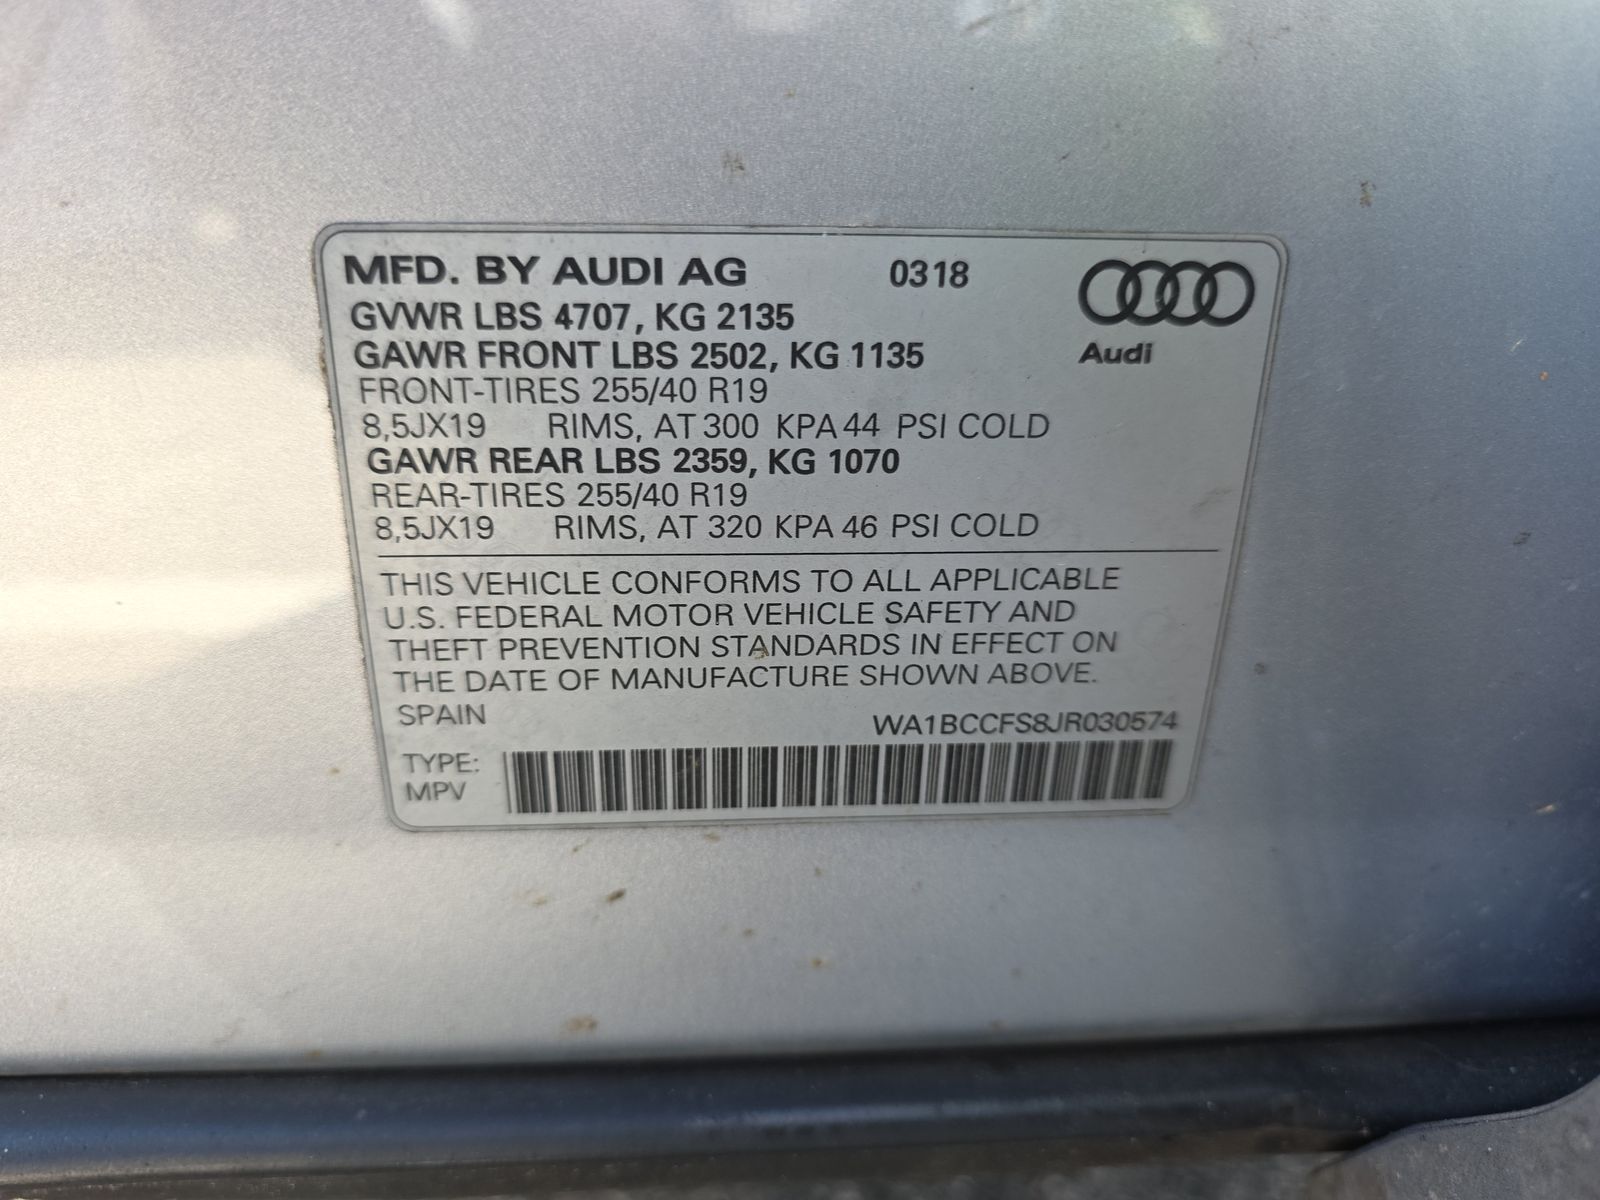 MFD. BY AUDI AG 0318
GVWR LBS 4707, KG 2135
GAWR FRONT LBS 2502, KG 1135
Audi
FRONT-TIRES 255/40 R19
8,5JX19 RIMS, AT 300 KPA 44 PSI COLD
GAWR REAR LBS 2359, KG 1070
REAR-TIRES 255/40 R19
8,5JX19 RIMS, AT 320 KPA 46 PSI COLD
THIS VEHICLE CONFORMS TO ALL APPLICABLE
U.S. FEDERAL MOTOR VEHICLE SAFETY AND
THEFT PREVENTION STANDARDS IN EFFECT ON
THE DATE OF MANUFACTURE SHOWN ABOVE.
SPAIN WA1BCCFS8JR030574
TYPE:
MPV